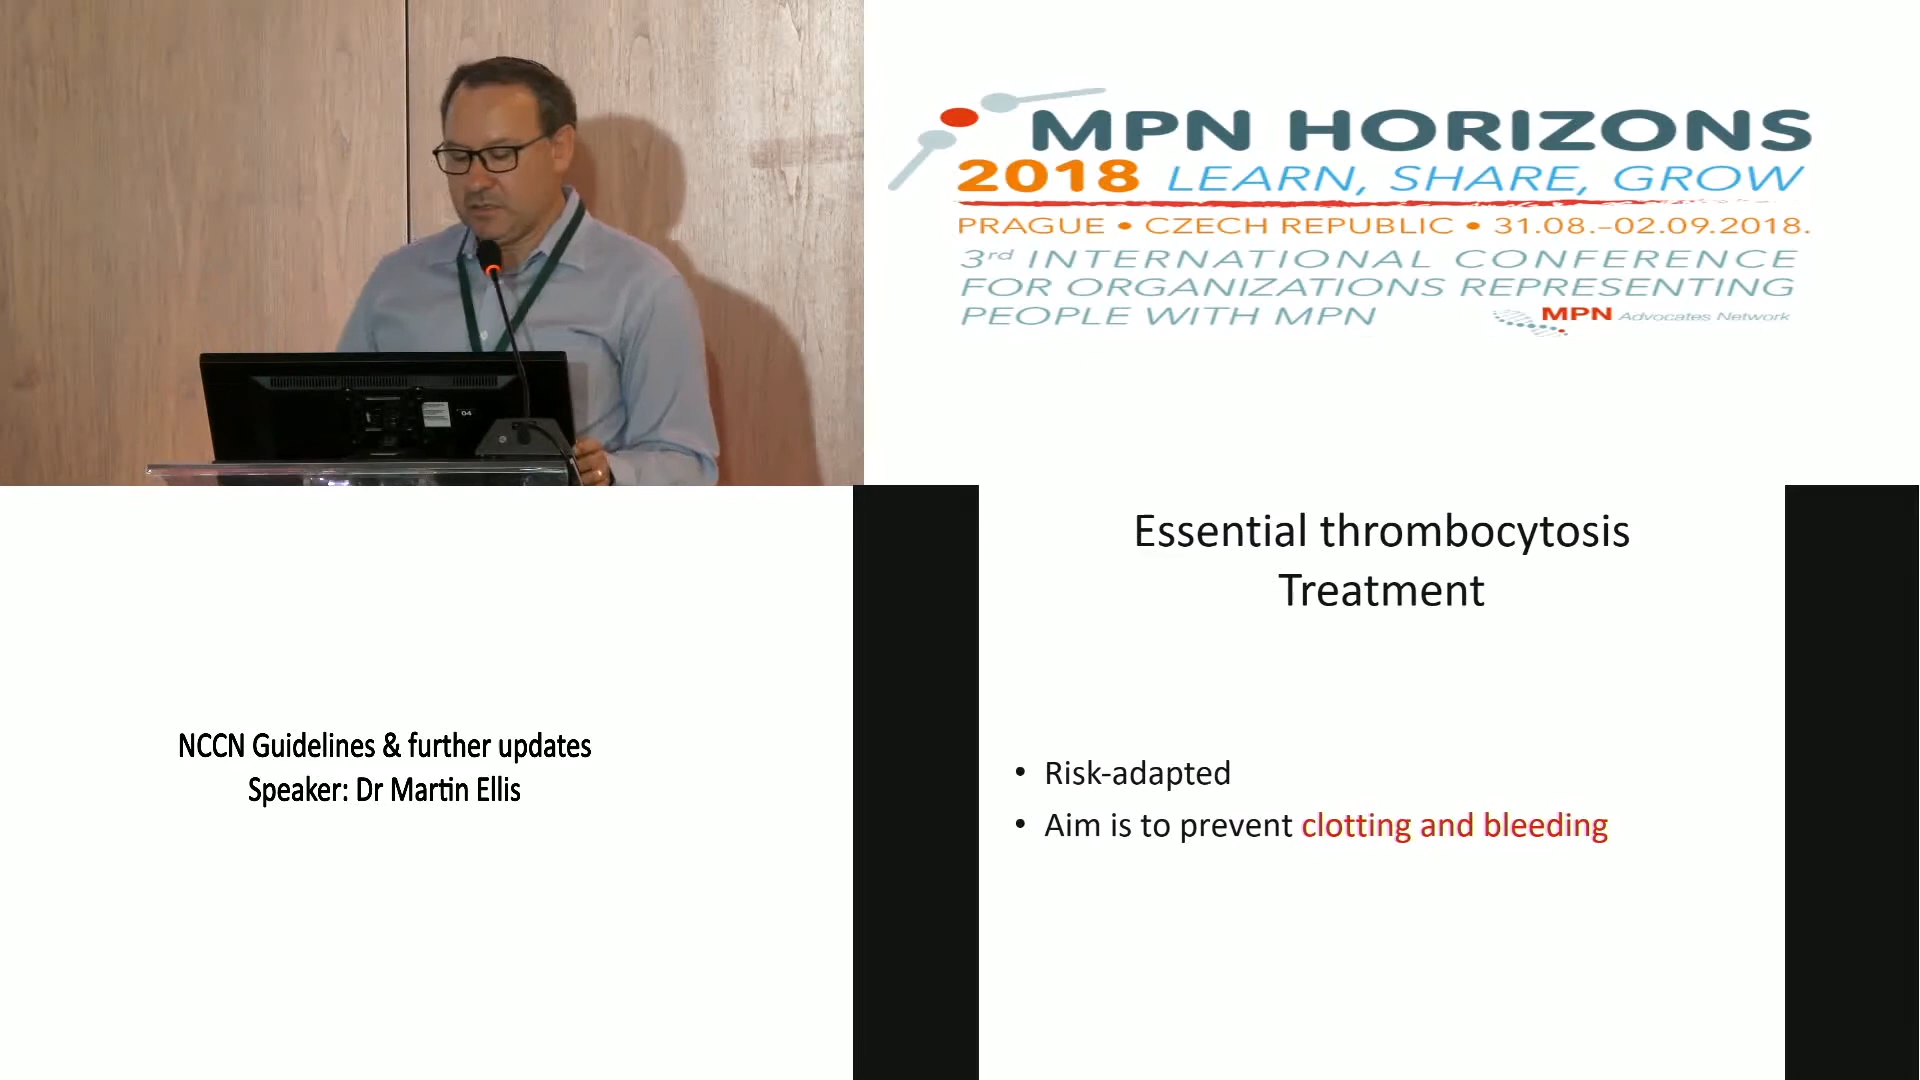 MPN HORIZONS
2018 LEARN, SHARE, GROW
PRAGUE • CZECH REPUBLIC • 31.08.–02.09.2018.
3rd INTERNATIONAL CONFERENCE
FOR ORGANIZATIONS REPRESENTING
PEOPLE WITH MPN
MPN Advocates Network
04
Essential thrombocytosis
Treatment
NCCN Guidelines & further updates
Speaker: Dr Martin Ellis
• Risk-adapted
• Aim is to prevent clotting and bleeding